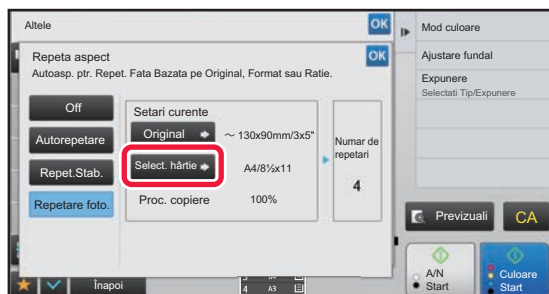 Altele
OK
Mod culoare
Repeta aspect
OK
Autoasp. ptr. Repet. Fata Bazata pe Original, Format sau Ratie.
Ajustare fundal
Expunere
Selectati Tip/Expunere
Off
Autorepetare
Repet.Stab.
Repetare foto.
Setari curente
Original
~ 130x90mm/3x5"
Select. hârtie
A4/8½x11
Proc. copiere
100%
Numar de
repetari
4
Previzuali
CA
A/N
Start
Culoare
Start
Înapoi
4 A3